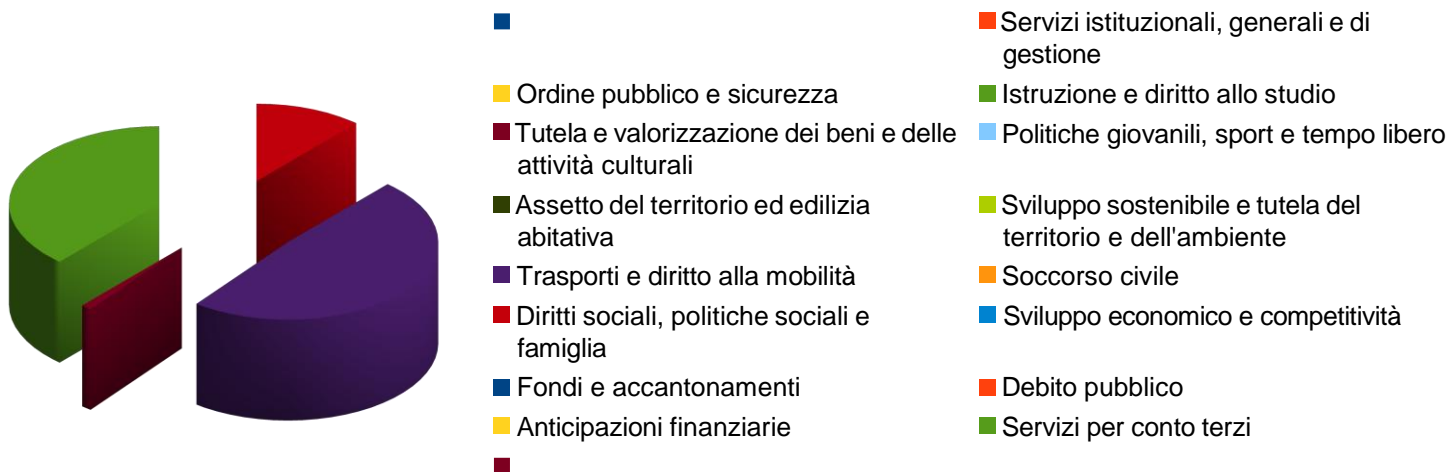 Servizi istituzionali, generali e di
gestione
Ordine pubblico e sicurezza
Istruzione e diritto allo studio
Tutela e valorizzazione dei beni e delle
attività culturali
Politiche giovanili, sport e tempo libero
Assetto del territorio ed edilizia
abitativa
Sviluppo sostenibile e tutela del
territorio e dell'ambiente
Trasporti e diritto alla mobilità
Soccorso civile
Diritti sociali, politiche sociali e
famiglia
Sviluppo economico e competitività
Fondi e accantonamenti
Debito pubblico
Anticipazioni finanziarie
Servizi per conto terzi